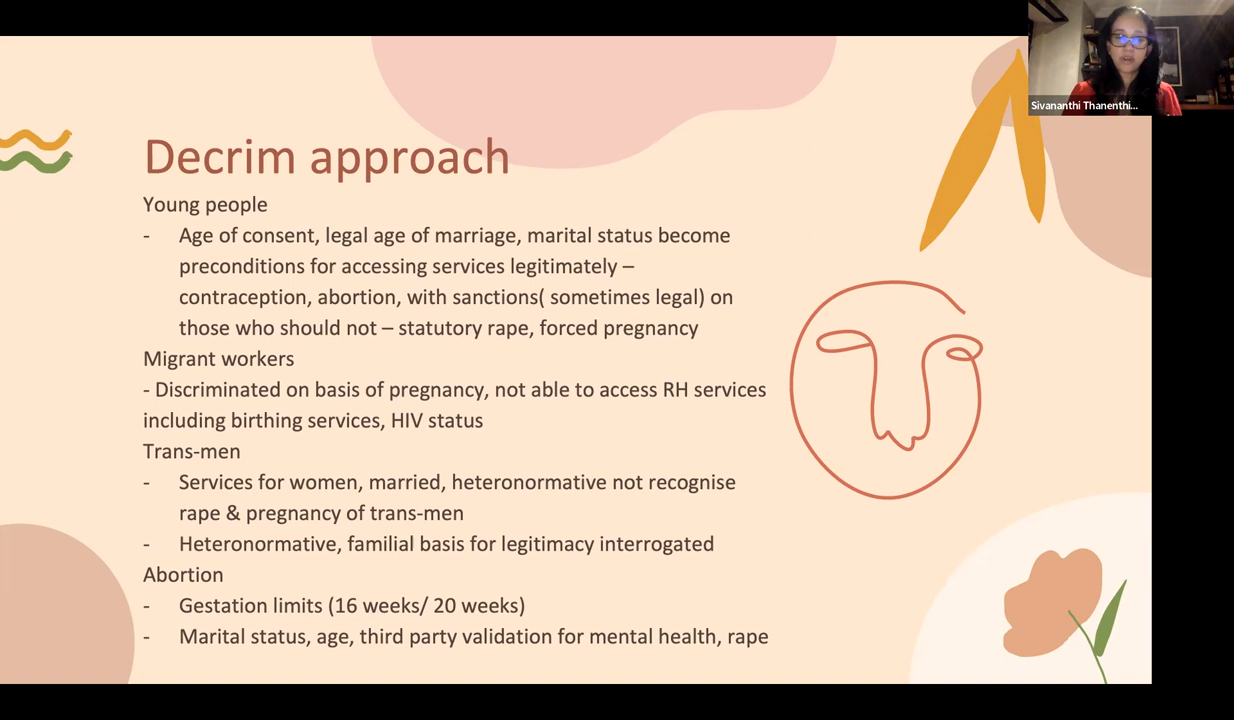 Sivananthi Thanenthi...
Decrim approach
Young people
- Age of consent, legal age of marriage, marital status become
preconditions for accessing services legitimately –
contraception, abortion, with sanctions( sometimes legal) on
those who should not – statutory rape, forced pregnancy
Migrant workers
- Discriminated on basis of pregnancy, not able to access RH services
including birthing services, HIV status
Trans-men
- Services for women, married, heteronormative not recognise
rape & pregnancy of trans-men
- Heteronormative, familial basis for legitimacy interrogated
Abortion
- Gestation limits (16 weeks/ 20 weeks)
- Marital status, age, third party validation for mental health, rape